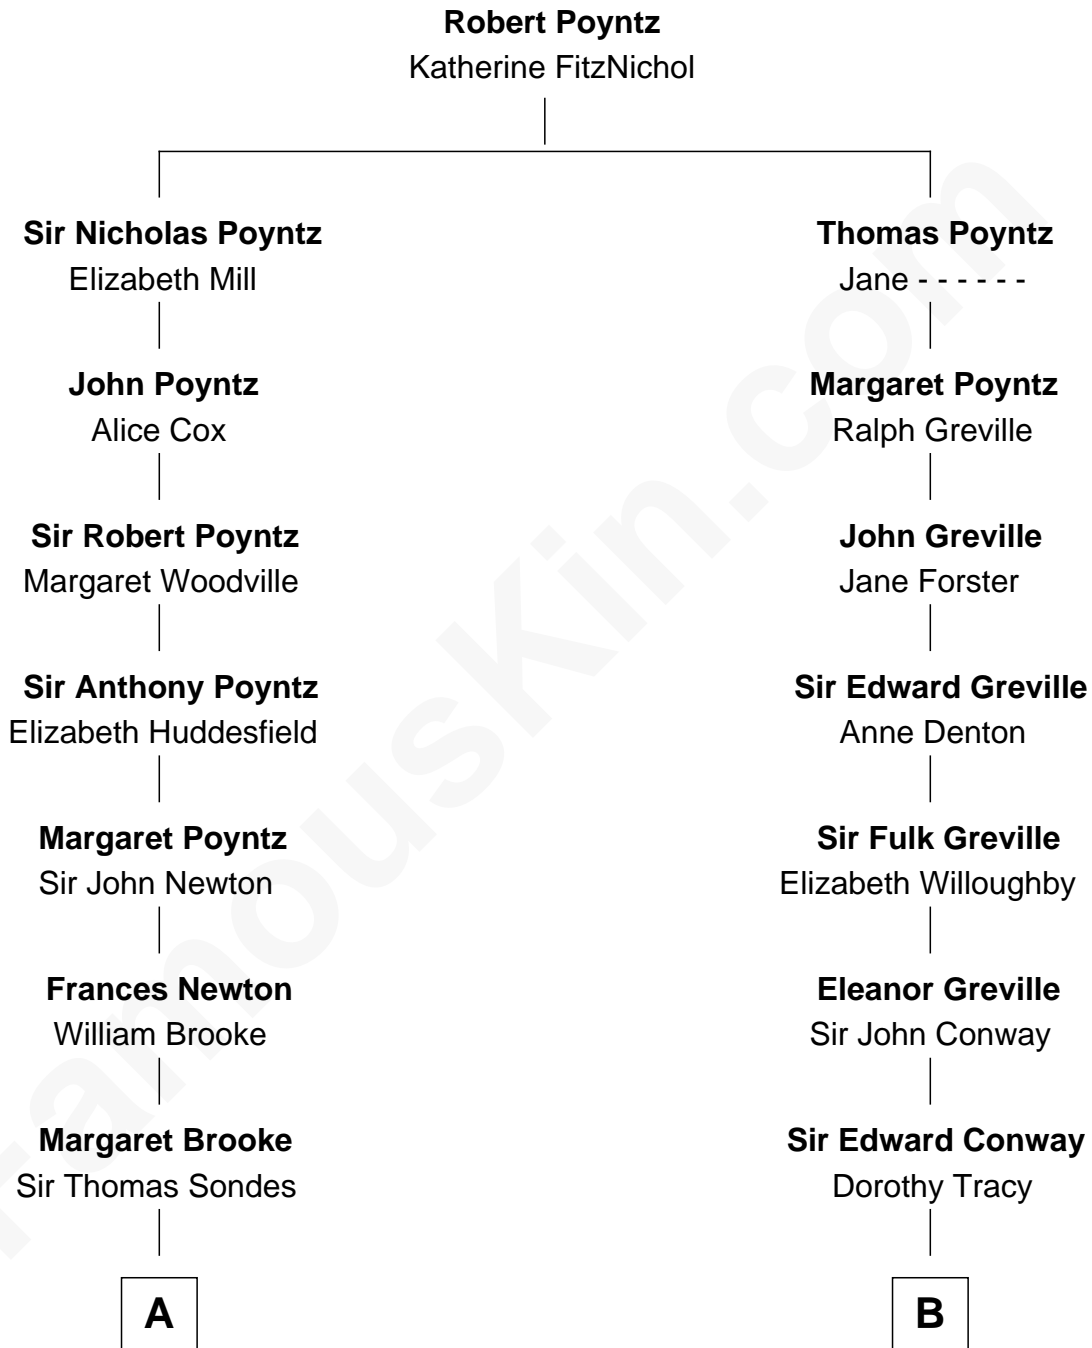 Robert Poyntz
Katherine FitzNichol
Sir Nicholas Poyntz
Elizabeth Mill
John Poyntz
Alice Cox
Sir Robert Poyntz
Margaret Woodville
Sir Anthony Poyntz
Elizabeth Huddesfield
Margaret Poyntz
Sir John Newton
Frances Newton
William Brooke
Margaret Brooke
Sir Thomas Sondes
A
Thomas Poyntz
Jane - - - - - -
Margaret Poyntz
Ralph Greville
John Greville
Jane Forster
Sir Edward Greville
Anne Denton
Sir Fulk Greville
Elizabeth Willoughby
Eleanor Greville
Sir John Conway
Sir Edward Conway
Dorothy Tracy
B
FamousKin.com